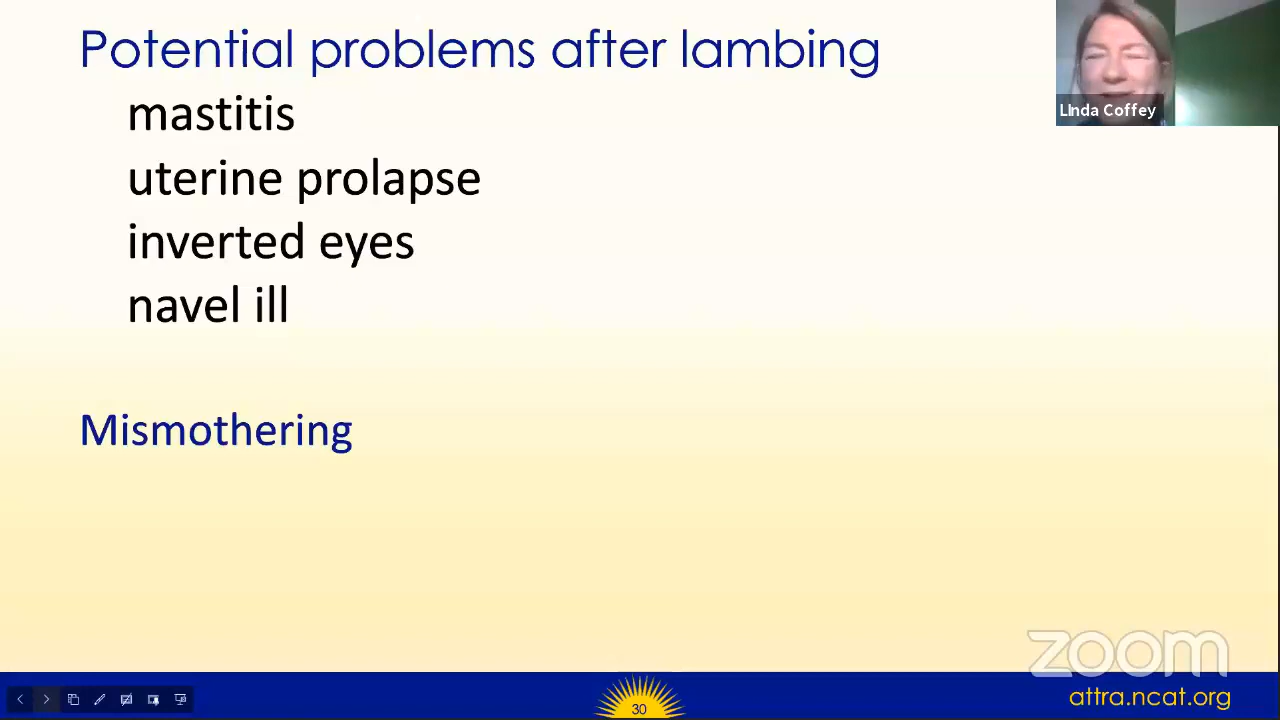 Potential problems after lambing
mastitis
uterine prolapse
inverted eyes
navel ill
Mismothering
Linda Coffey
zoom
30
attra.ncat.org